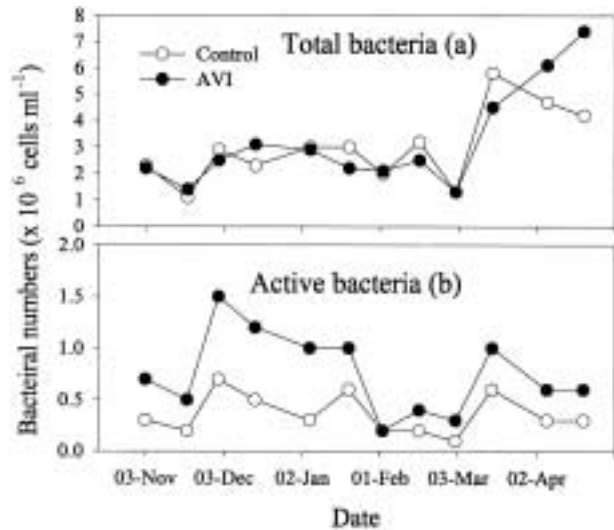 Bacteiral numbers (x 10⁶ cells ml⁻¹)
8
7
6
5
4
3
2
1
0
Total bacteria (a)
Control
AVI
2.0
1.5
1.0
0.5
0.0
Active bacteria (b)
03-Nov 03-Dec 02-Jan 01-Feb 03-Mar 02-Apr
Date